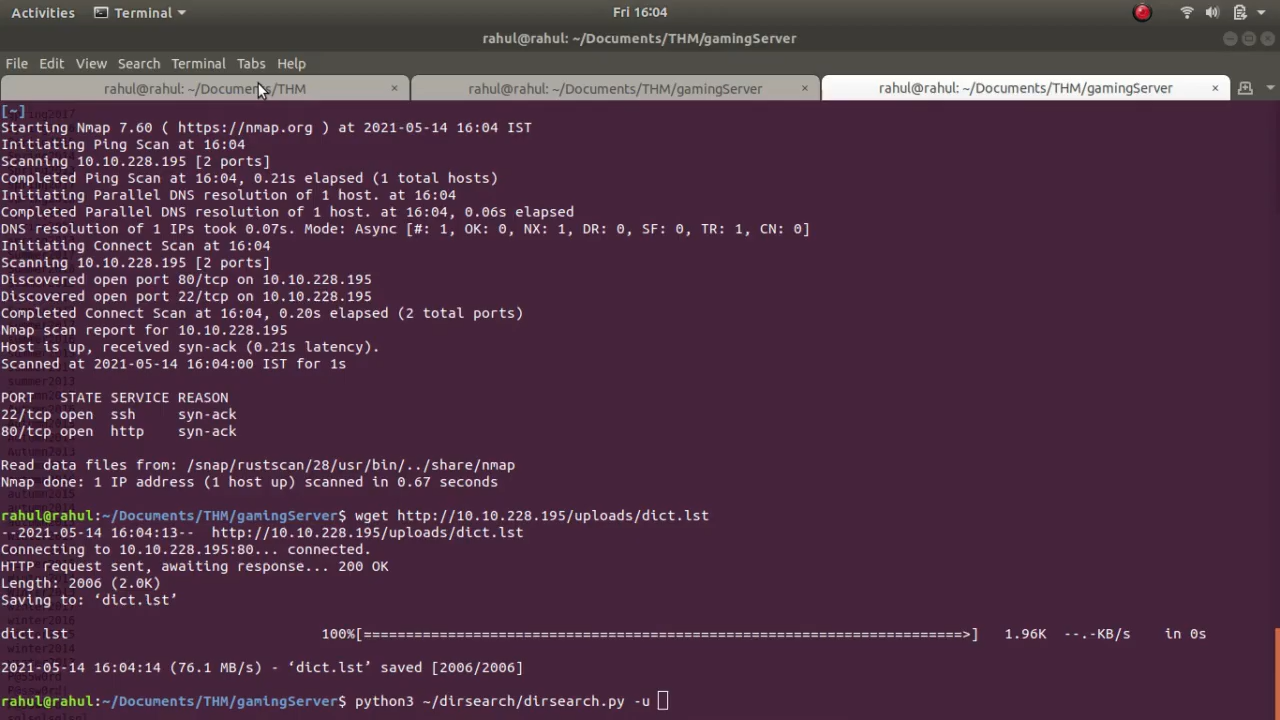 Activities Terminal Fri 16:04
rahul@rahul: ~/Documents/THM/gamingServer
File Edit View Search Terminal Tabs Help
rahul@rahul: ~/Documents/THM × rahul@rahul: ~/Documents/THM/gamingServer × rahul@rahul: ~/Documents/THM/gamingServer ×
[~]
Starting Nmap 7.60 ( https://nmap.org ) at 2021-05-14 16:04 IST
Initiating Ping Scan at 16:04
Scanning 10.10.228.195 [2 ports]
Completed Ping Scan at 16:04, 0.21s elapsed (1 total hosts)
Initiating Parallel DNS resolution of 1 host. at 16:04
Completed Parallel DNS resolution of 1 host. at 16:04, 0.06s elapsed
DNS resolution of 1 IPs took 0.07s. Mode: Async [#: 1, OK: 0, NX: 1, DR: 0, SF: 0, TR: 1, CN: 0]
Initiating Connect Scan at 16:04
Scanning 10.10.228.195 [2 ports]
Discovered open port 80/tcp on 10.10.228.195
Discovered open port 22/tcp on 10.10.228.195
Completed Connect Scan at 16:04, 0.20s elapsed (2 total ports)
Nmap scan report for 10.10.228.195
Host is up, received syn-ack (0.21s latency).
Scanned at 2021-05-14 16:04:00 IST for 1s
summer2013
PORT STATE SERVICE REASON
22/tcp open ssh syn-ack
80/tcp open http syn-ack
Autumn2013
Read data files from: /snap/rustscan/28/usr/bin/../share/nmap
Nmap done: 1 IP address (1 host up) scanned in 0.67 seconds
autumn2015
rahul@rahul:~/Documents/THM/gamingServer$ wget http://10.10.228.195/uploads/dict.lst
--2021-05-14 16:04:13-- http://10.10.228.195/uploads/dict.lst
Connecting to 10.10.228.195:80... connected.
HTTP request sent, awaiting response... 200 OK
Length: 2006 (2.0K)
Saving to: ‘dict.lst’
winter2016
dict.lst 100%[=======================================================================>] 1.96K --.-KB/s in 0s
winter2014
2021-05-14 16:04:14 (76.1 MB/s) - ‘dict.lst’ saved [2006/2006]
P@55w0rd
rahul@rahul:~/Documents/THM/gamingServer$ python3 ~/dirsearch/dirsearch.py -u